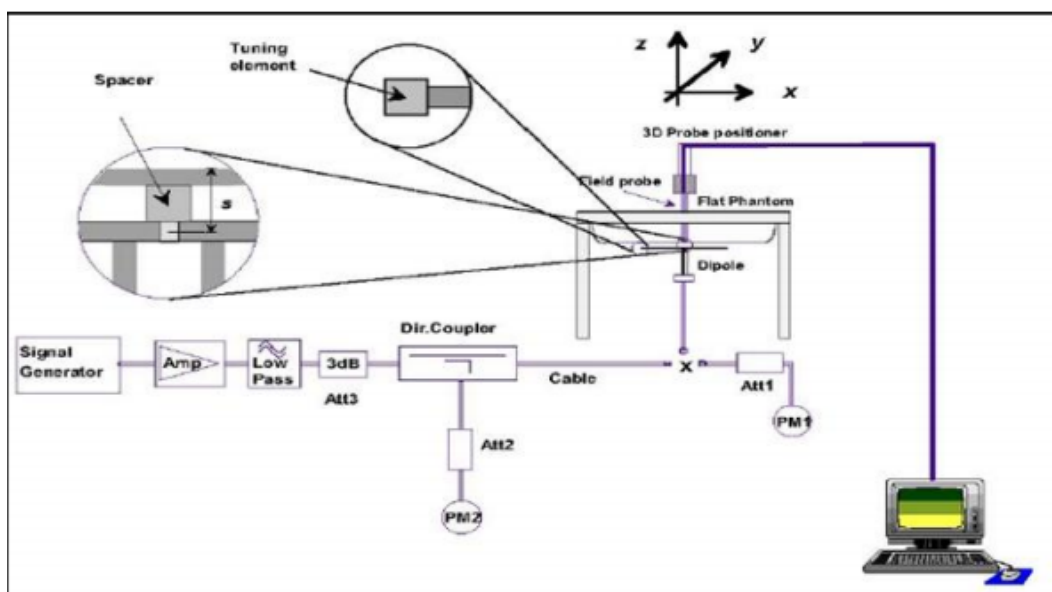 Tuning
element
Spacer
s
z
y
x
3D Probe positioner
Field probe
Flat Phantom
Dipole
Dir.Coupler
Signal
Generator
Amp
Low
Pass
3dB
Att3
Cable
X
Att1
PM1
Att2
PM2